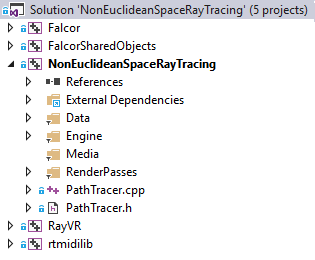 Solution 'NonEuclideanSpaceRayTracing' (5 projects)
Falcor
FalcorSharedObjects
NonEuclideanSpaceRayTracing
References
External Dependencies
Data
Engine
Media
RenderPasses
PathTracer.cpp
PathTracer.h
RayVR
rtmidilib